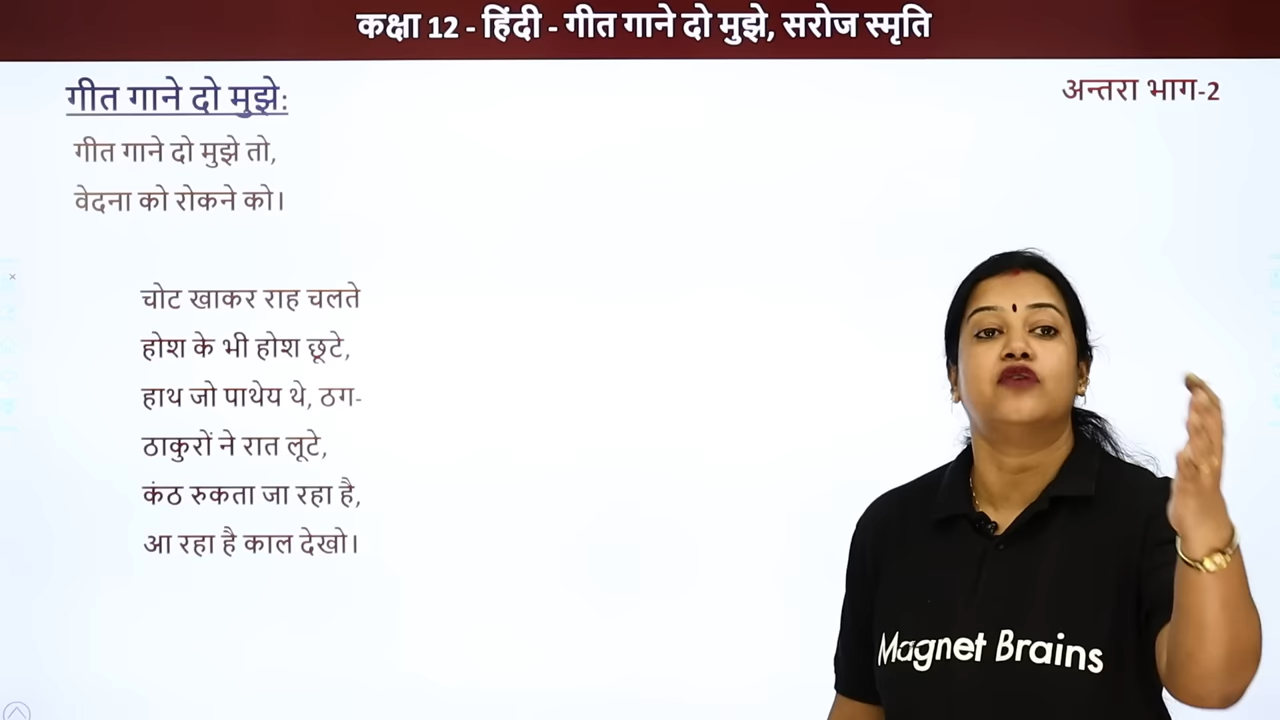 कक्षा 12 - हिंदी - गीत गाने दो मुझे, सरोज स्मृति
गीत गाने दो मुझे:
अन्तरा भाग-2
गीत गाने दो मुझे तो,
वेदना को रोकने को।
चोट खाकर राह चलते
होश के भी होश छूटे,
हाथ जो पाथेय थे, ठग-
ठाकुरों ने रात लूटे,
कंठ रुकता जा रहा है,
आ रहा है काल देखो।
Magnet Brains